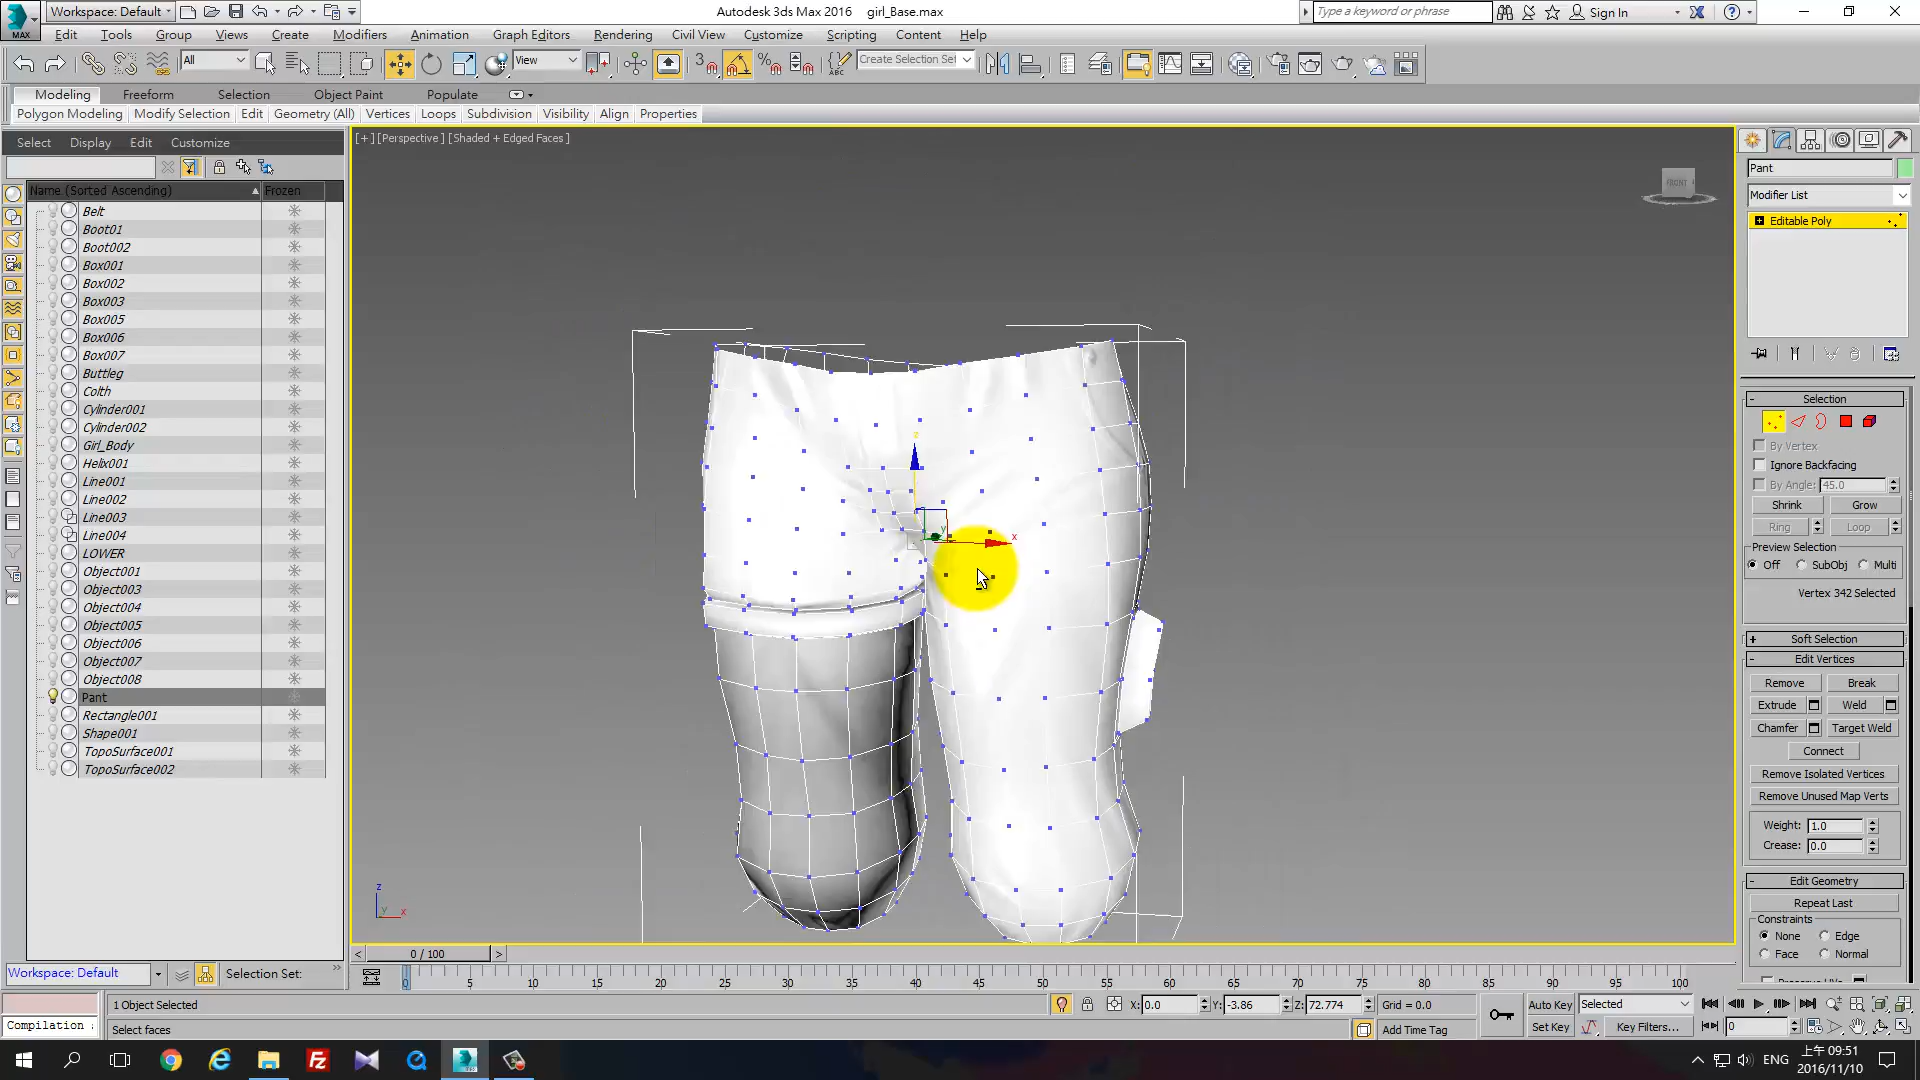 Workspace: Default
Autodesk 3ds Max 2016    girl_Base.max
Type a keyword or phrase
Sign In
MAX
Edit Tools Group Views Create Modifiers Animation Graph Editors Rendering Civil View Customize Scripting Content Help
All
View
3
ABC
Create Selection Set
Modeling Freeform Selection Object Paint Populate
Polygon Modeling Modify Selection Edit Geometry (All) Vertices Loops Subdivision Visibility Align Properties
Select Display Edit Customize
Name (Sorted Ascending) Frozen
Belt
Boot01
Boot002
Box001
Box002
Box003
Box005
Box006
Box007
Buttleg
Colth
Cylinder001
Cylinder002
Girl_Body
Helix001
Line001
Line002
Line003
Line004
LOWER
Object001
Object003
Object004
Object005
Object006
Object007
Object008
Pant
Rectangle001
Shape001
TopoSurface001
TopoSurface002
[+] [Perspective] [Shaded + Edged Faces]
FRONT
z
y
x
z
y
x
Pant
Modifier List
Editable Poly
Selection
By Vertex
Ignore Backfacing
By Angle: 45.0
Shrink Grow
Ring Loop
Preview Selection
Off SubObj Multi
Vertex 342 Selected
Soft Selection
Edit Vertices
Remove Break
Extrude Weld
Chamfer Target Weld
Connect
Remove Isolated Vertices
Remove Unused Map Verts
Weight: 1.0
Crease: 0.0
Edit Geometry
Repeat Last
Constraints
None Edge
Face Normal
0 / 100
Workspace: Default
Selection Set:
0 5 10 15 20 25 30 35 40 45 50 55 60 65 70 75 80 85 90 95 100
1 Object Selected
X: 0.0 Y: -3.86 Z: 72.774 Grid = 0.0
Auto Key Selected
Compilation
Select faces
Add Time Tag
Set Key Key Filters...
0
ENG
上午 09:51
2016/11/10